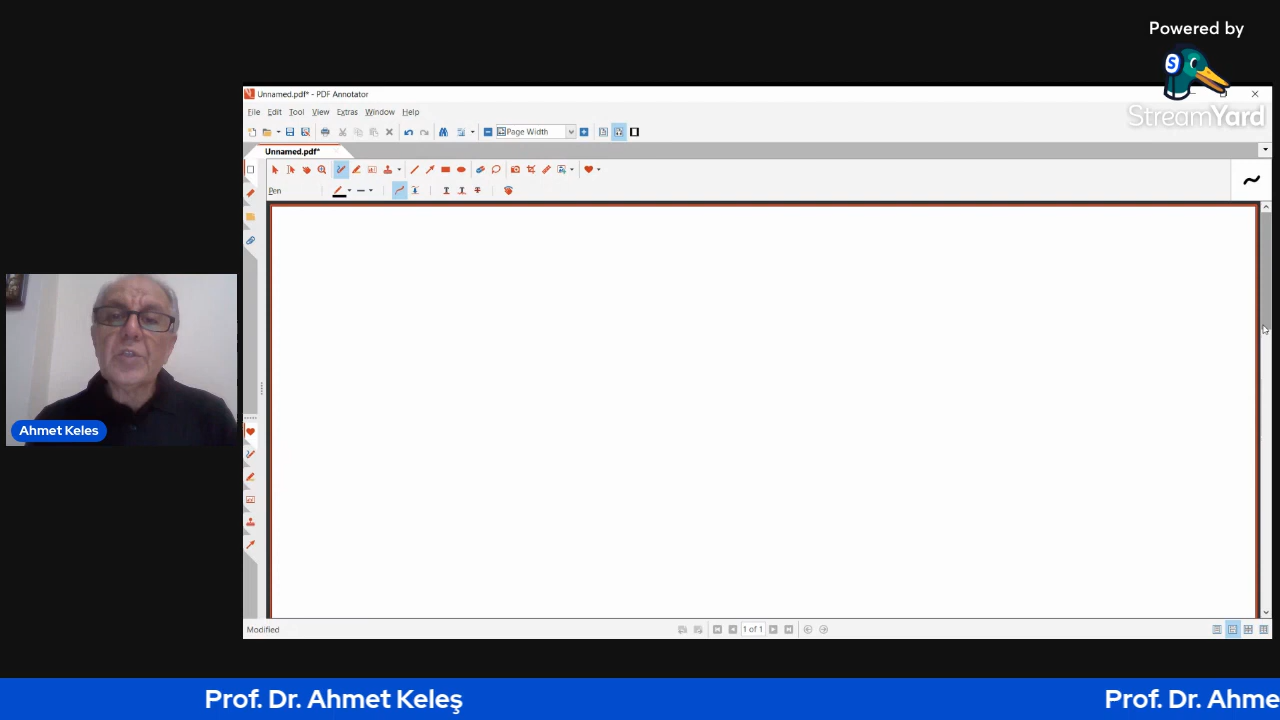 Powered by
StreamYard
Unnamed.pdf* - PDF Annotator
File Edit Tool View Extras Window Help
Page Width
Unnamed.pdf*
Pen
Ahmet Keles
Modified
1 of 1
Prof. Dr. Ahmet Keleş
Prof. Dr. Ahme